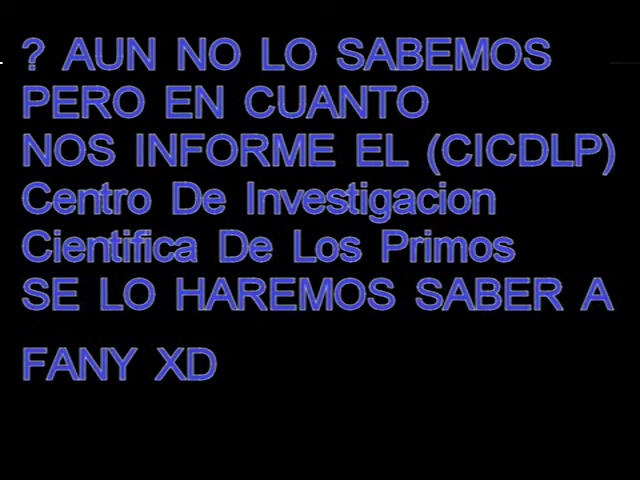 ? AUN NO LO SABEMOS
PERO EN CUANTO
NOS INFORME EL (CICDLP)
Centro De Investigacion
Cientifica De Los Primos
SE LO HAREMOS SABER A
FANY XD